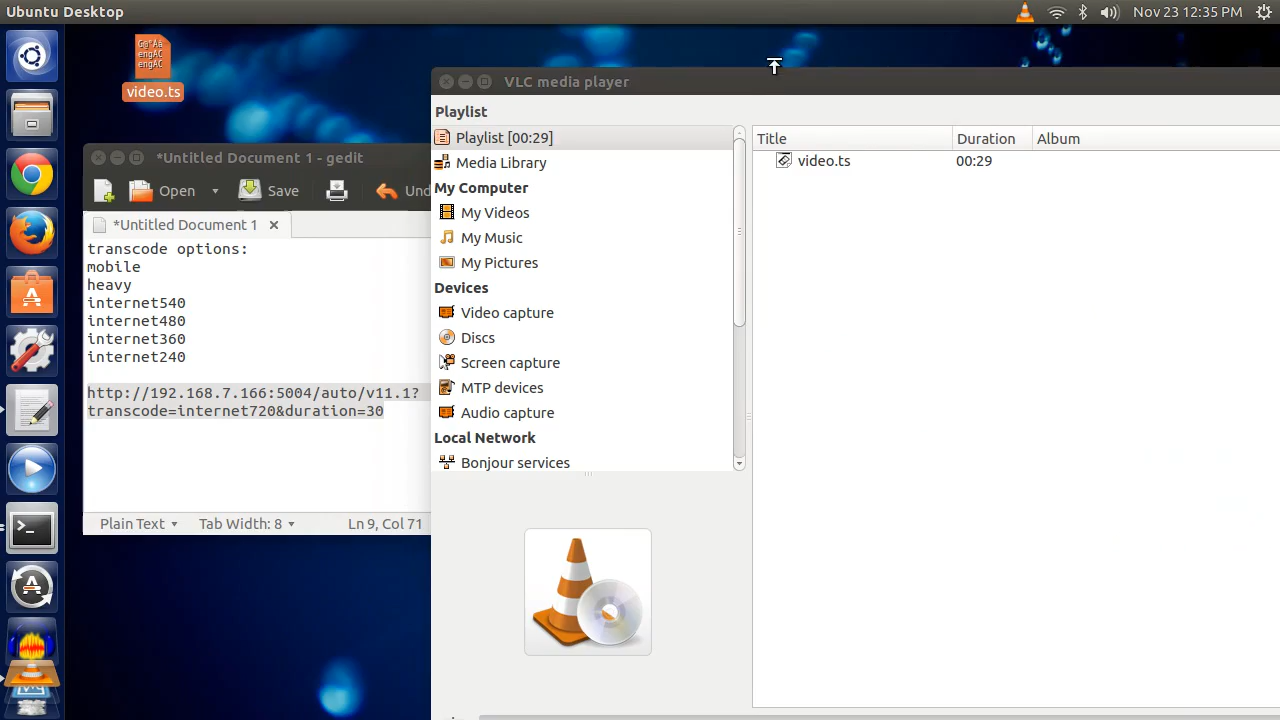 Ubuntu Desktop
Nov 23 12:35 PM
video.ts
VLC media player
Playlist
Playlist [00:29]
Media Library
My Computer
My Videos
My Music
My Pictures
Devices
Video capture
Discs
Screen capture
MTP devices
Audio capture
Local Network
Bonjour services
Title Duration Album
video.ts 00:29
*Untitled Document 1 - gedit
Open Save Und
*Untitled Document 1
transcode options:
mobile
heavy
internet540
internet480
internet360
internet240
http://192.168.7.166:5004/auto/v11.1?
transcode=internet720&duration=30
Plain Text Tab Width: 8 Ln 9, Col 71